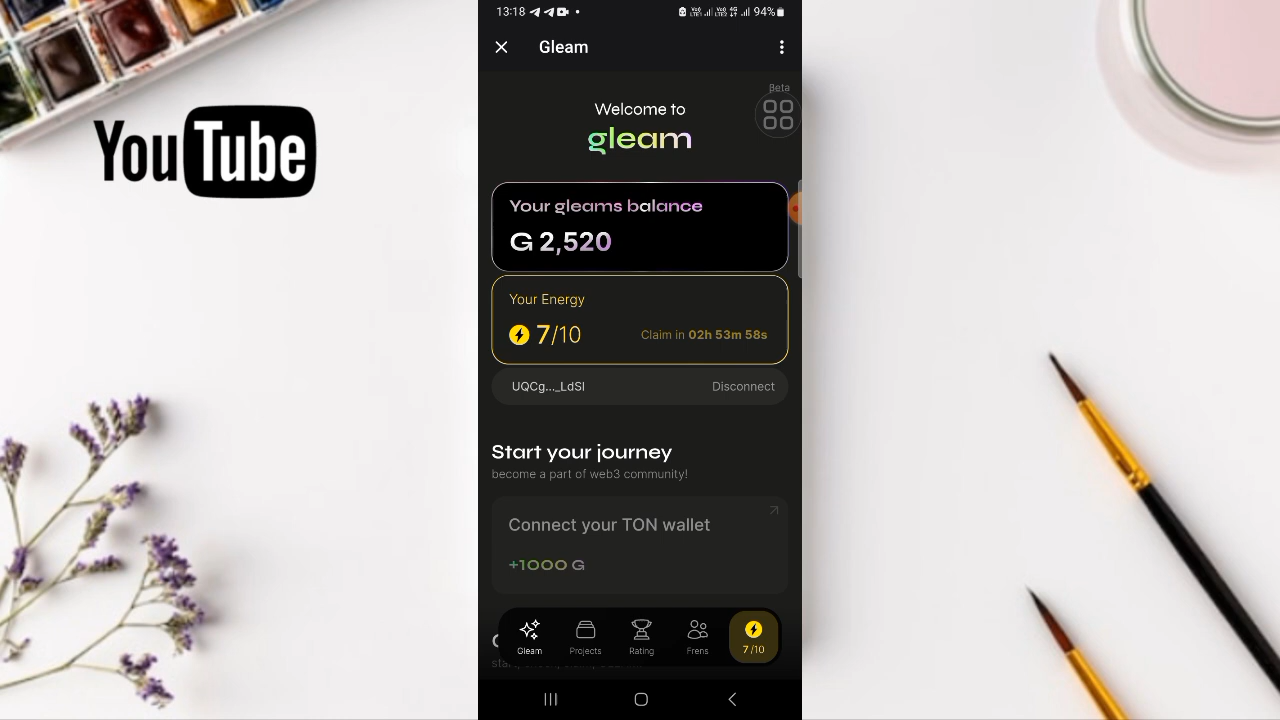 YouTube
13:18
94%
Gleam
Beta
Welcome to
gleam
Your gleams balance
G 2,520
Your Energy
7/10
Claim in 02h 53m 58s
UQCg..._LdSI
Disconnect
Start your journey
become a part of web3 community!
Connect your TON wallet
+1000 G
Gleam
Projects
Rating
Frens
7/10